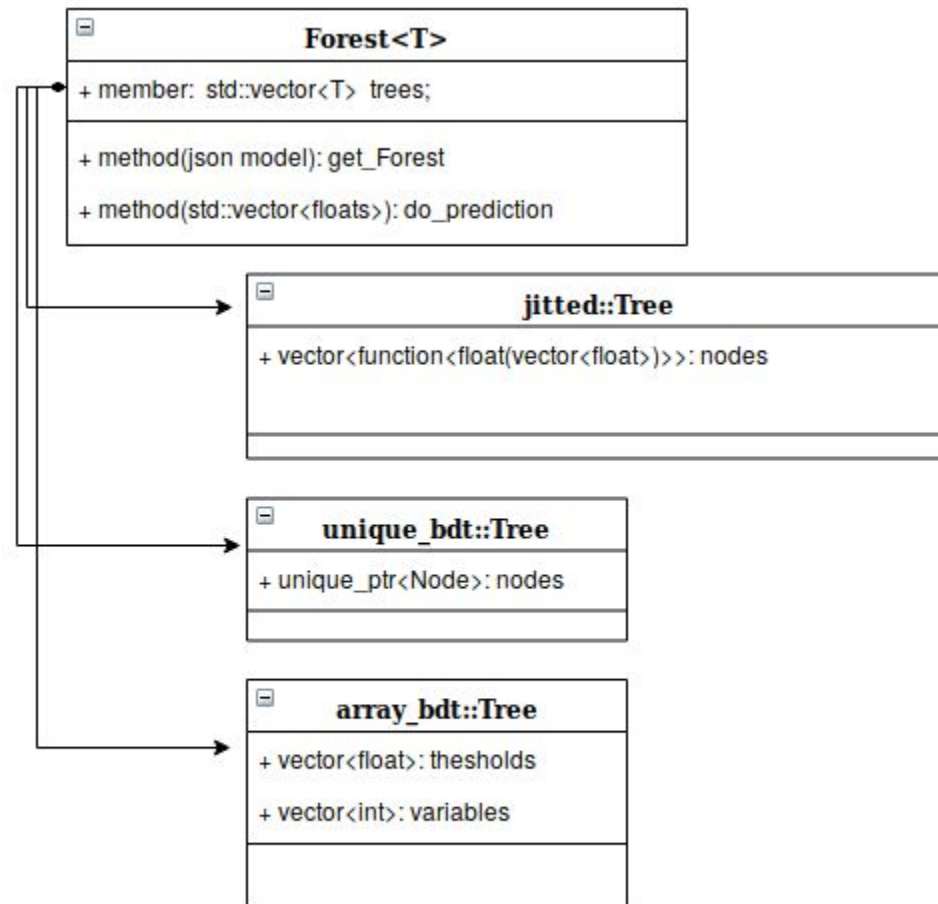 Forest<T>
+ member: std::vector<T> trees;
+ method(json model): get_Forest
+ method(std::vector<floats>): do_prediction
jitted::Tree
+ vector<function<float(vector<float>)>>: nodes
unique_bdt::Tree
+ unique_ptr<Node>: nodes
array_bdt::Tree
+ vector<float>: thesholds
+ vector<int>: variables